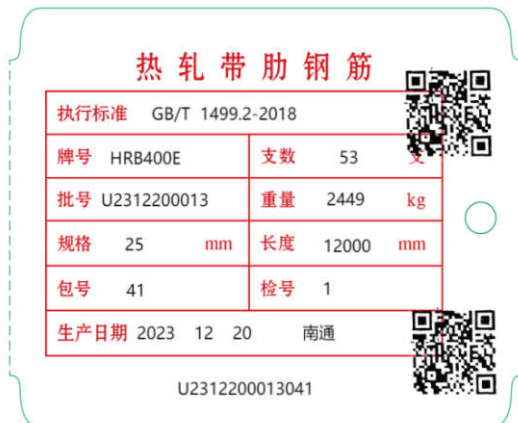 热轧带肋钢筋
执行标准 GB/T 1499.2-2018
牌号 HRB400E 支数 53 支
批号 U2312200013 重量 2449 kg
规格 25 mm 长度 12000 mm
包号 41 检号 1
生产日期 2023 12 20 南通
U2312200013041